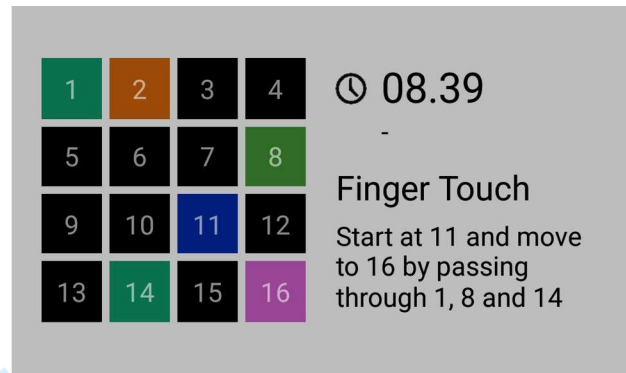 1 2 3 4
5 6 7 8
9 10 11 12
13 14 15 16
08.39
-
Finger Touch
Start at 11 and move
to 16 by passing
through 1, 8 and 14